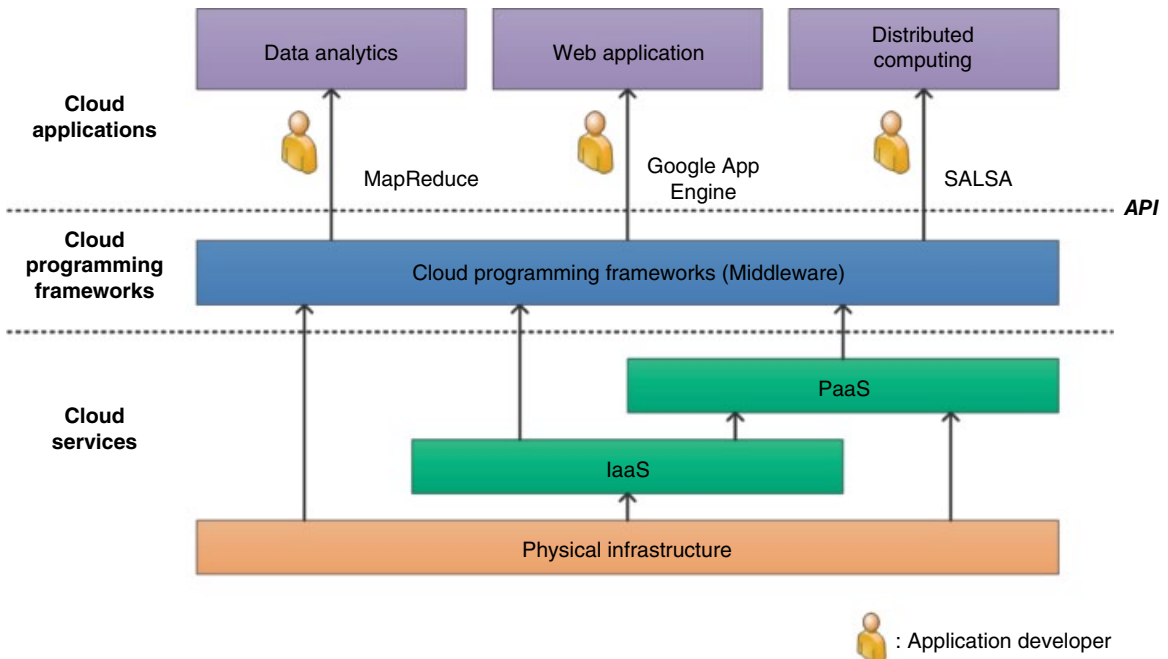 Data analytics
Web application
Distributed
computing
Cloud
applications
MapReduce
Google App
Engine
SALSA
API
Cloud
programming
frameworks
Cloud programming frameworks (Middleware)
PaaS
Cloud
services
IaaS
Physical infrastructure
: Application developer